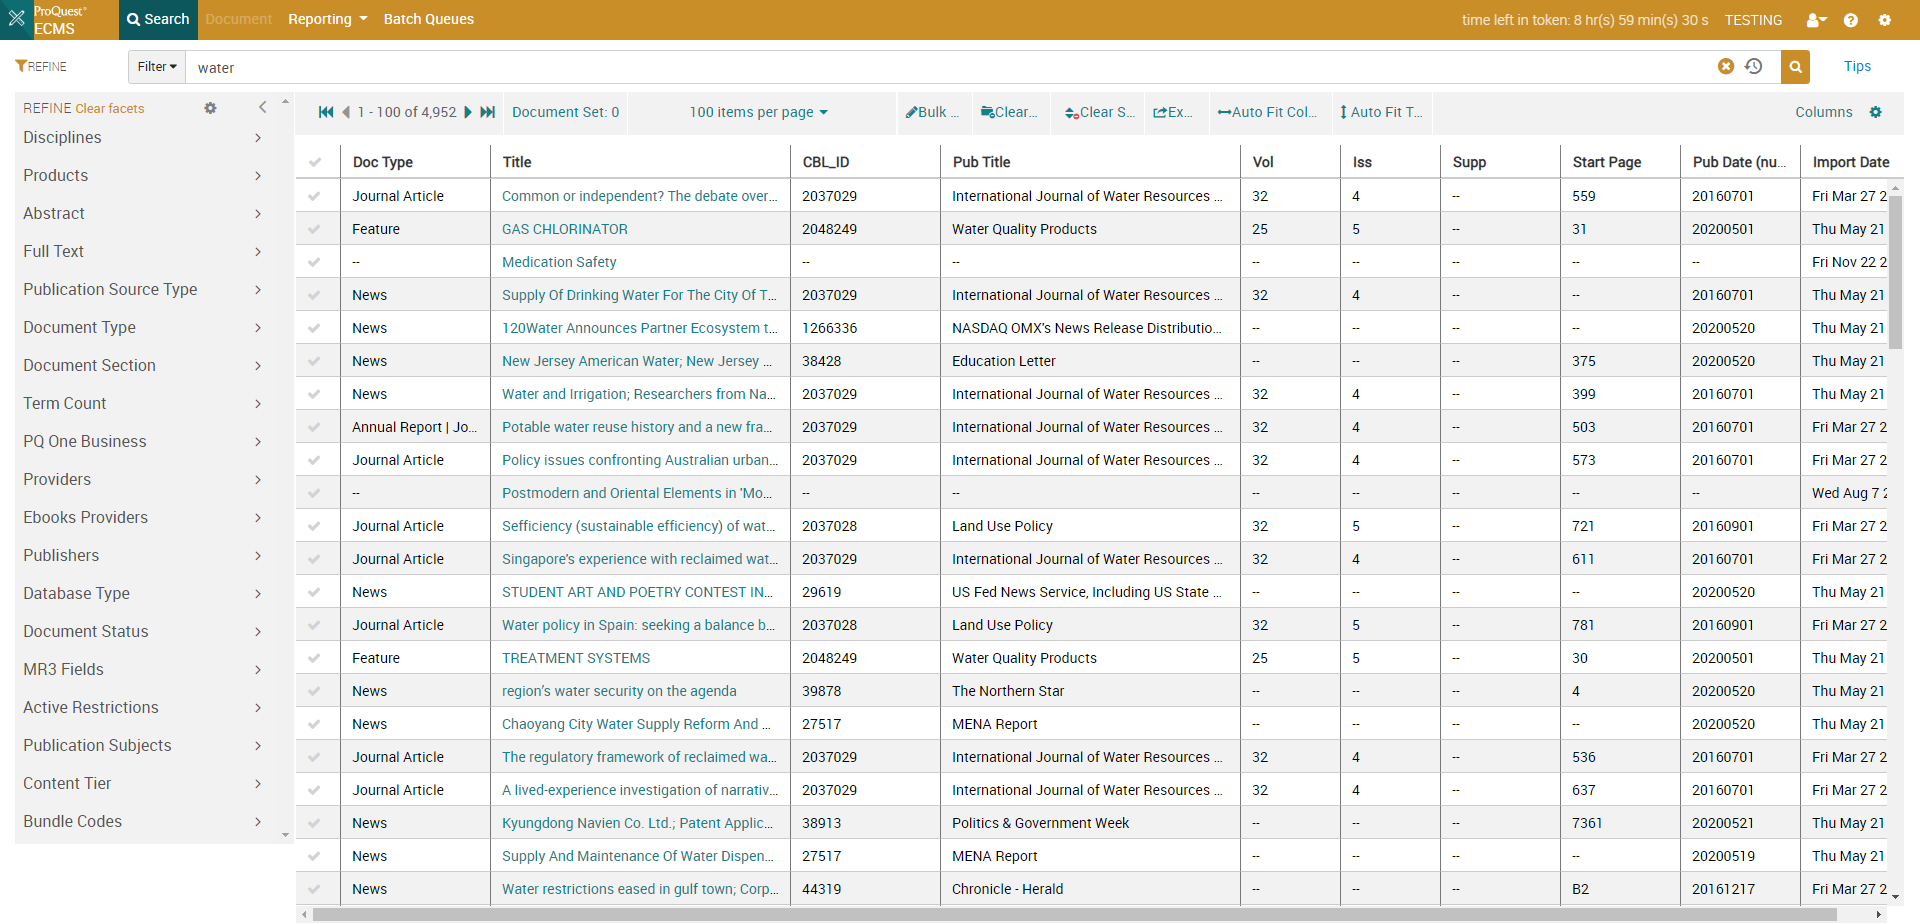 ProQuest® ECMS Search Document Reporting Batch Queues time left in token: 8 hr(s) 59 min(s) 30 s TESTING
REFINE Filter water Tips
REFINE Clear facets
Disciplines
Products
Abstract
Full Text
Publication Source Type
Document Type
Document Section
Term Count
PQ One Business
Providers
Ebooks Providers
Publishers
Database Type
Document Status
MR3 Fields
Active Restrictions
Publication Subjects
Content Tier
Bundle Codes
1 - 100 of 4,952 Document Set: 0 100 items per page Bulk ... Clear... Clear S... Ex... Auto Fit Col... Auto Fit T... Columns
Doc Type Title CBL_ID Pub Title Vol Iss Supp Start Page Pub Date (nu... Import Date
Journal Article Common or independent? The debate over... 2037029 International Journal of Water Resources ... 32 4 -- 559 20160701 Fri Mar 27 2
Feature GAS CHLORINATOR 2048249 Water Quality Products 25 5 -- 31 20200501 Thu May 21
-- Medication Safety -- -- -- -- -- -- -- Fri Nov 22 2
News Supply Of Drinking Water For The City Of T... 2037029 International Journal of Water Resources ... 32 4 -- -- 20160701 Thu May 21
News 120Water Announces Partner Ecosystem t... 1266336 NASDAQ OMX's News Release Distributio... -- -- -- -- 20200520 Thu May 21
News New Jersey American Water; New Jersey ... 38428 Education Letter -- -- -- 375 20200520 Thu May 21
News Water and Irrigation; Researchers from Na... 2037029 International Journal of Water Resources ... 32 4 -- 399 20160701 Thu May 21
Annual Report | Jo... Potable water reuse history and a new fra... 2037029 International Journal of Water Resources ... 32 4 -- 503 20160701 Fri Mar 27 2
Journal Article Policy issues confronting Australian urban... 2037029 International Journal of Water Resources ... 32 4 -- 573 20160701 Fri Mar 27 2
-- Postmodern and Oriental Elements in 'Mo... -- -- -- -- -- -- -- Wed Aug 7 2
Journal Article Sefficiency (sustainable efficiency) of wat... 2037028 Land Use Policy 32 5 -- 721 20160901 Fri Mar 27 2
Journal Article Singapore's experience with reclaimed wat... 2037029 International Journal of Water Resources ... 32 4 -- 611 20160701 Fri Mar 27 2
News STUDENT ART AND POETRY CONTEST IN... 29619 US Fed News Service, Including US State ... -- -- -- -- 20200520 Thu May 21
Journal Article Water policy in Spain: seeking a balance b... 2037028 Land Use Policy 32 5 -- 781 20160901 Fri Mar 27 2
Feature TREATMENT SYSTEMS 2048249 Water Quality Products 25 5 -- 30 20200501 Thu May 21
News region's water security on the agenda 39878 The Northern Star -- -- -- 4 20200520 Thu May 21
News Chaoyang City Water Supply Reform And ... 27517 MENA Report -- -- -- -- 20200520 Thu May 21
Journal Article The regulatory framework of reclaimed wa... 2037029 International Journal of Water Resources ... 32 4 -- 536 20160701 Fri Mar 27 2
Journal Article A lived-experience investigation of narrativ... 2037029 International Journal of Water Resources ... 32 4 -- 637 20160701 Fri Mar 27 2
News Kyungdong Navien Co. Ltd.; Patent Applic... 38913 Politics & Government Week -- -- -- 7361 20200521 Thu May 21
News Supply And Maintenance Of Water Dispen... 27517 MENA Report -- -- -- -- 20200519 Thu May 21
News Water restrictions eased in gulf town; Corp... 44319 Chronicle - Herald -- -- -- B2 20161217 Fri Mar 27 2